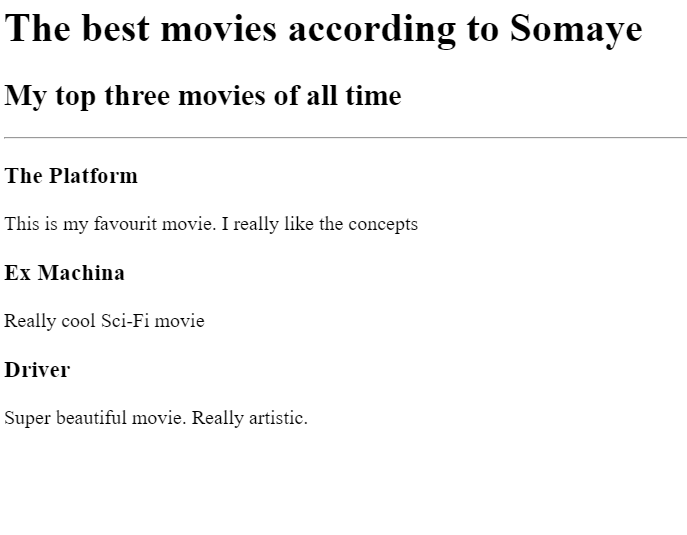 The best movies according to Somaye
My top three movies of all time
The Platform
This is my favourit movie. I really like the concepts
Ex Machina
Really cool Sci-Fi movie
Driver
Super beautiful movie. Really artistic.